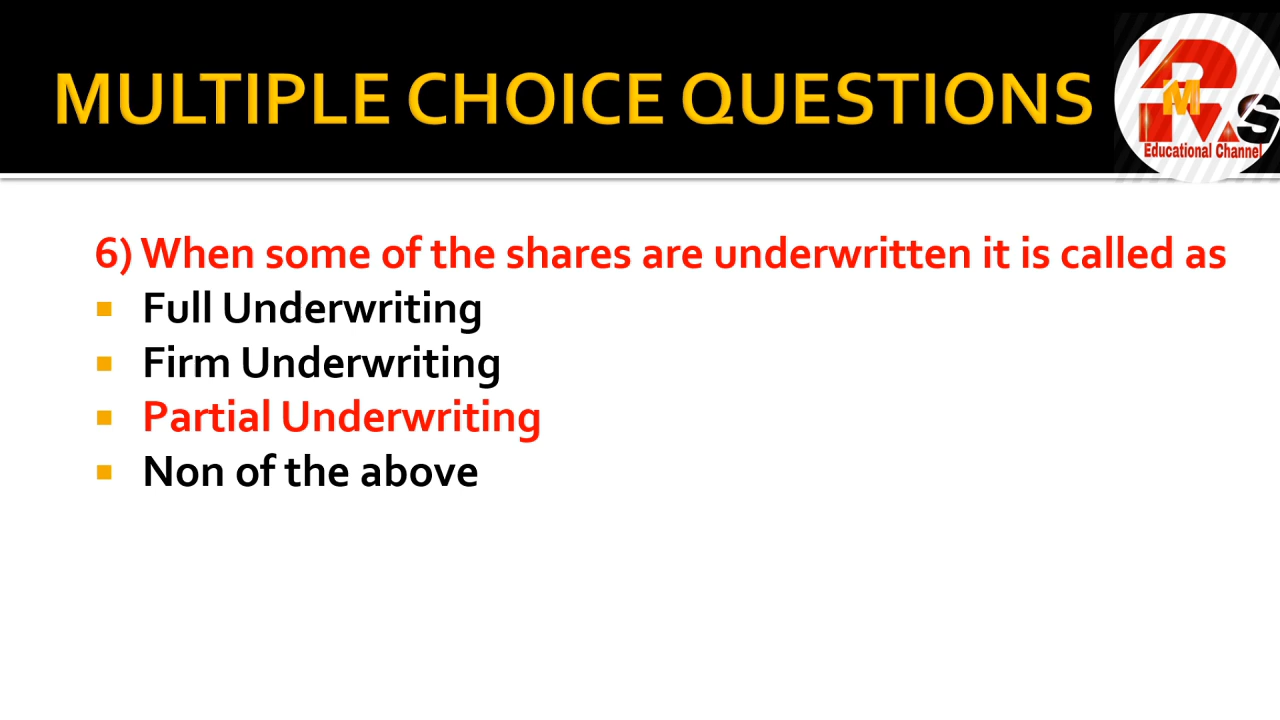 MULTIPLE CHOICE QUESTIONS
M
S
Educational Channel
6) When some of the shares are underwritten it is called as
Full Underwriting
Firm Underwriting
Partial Underwriting
Non of the above